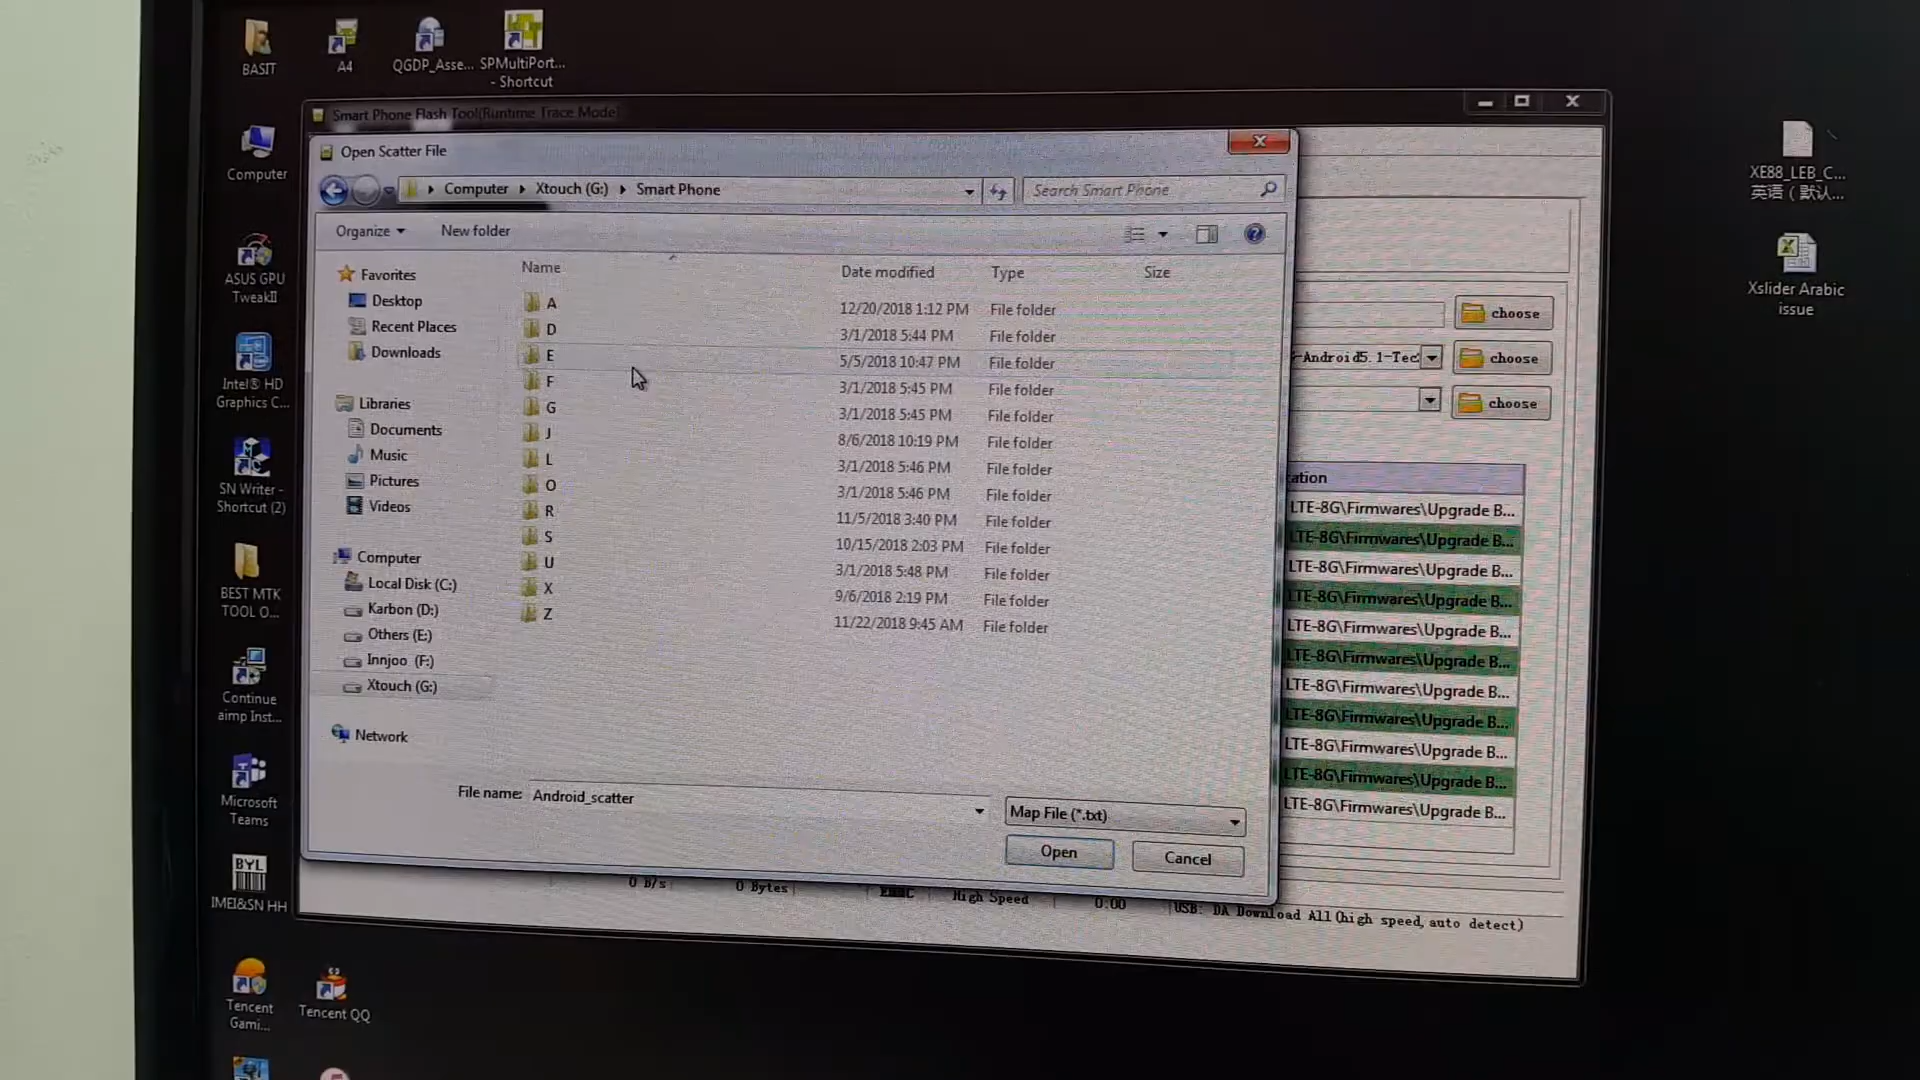 BASIT
A4
QGDP_Asse...
SPMultiPort...
- Shortcut
Computer
ASUS GPU
TweakII
Intel® HD
Graphics C...
SN Writer -
Shortcut (2)
BEST MTK
TOOL O...
Continue
aimp Inst...
Microsoft
Teams
BYL
IMEI&SN HH
Tencent
Gami...
Tencent QQ
XE88_LEB_C...
英语（默认...
Xslider Arabic
issue
Smart Phone Flash Tool(Runtime Trace Mode)
Open Scatter File
Computer
Xtouch (G:)
Smart Phone
Search Smart Phone
Organize
New folder
Favorites
Desktop
Recent Places
Downloads
Libraries
Documents
Music
Pictures
Videos
Computer
Local Disk (C:)
Karbon (D:)
Others (E:)
Innjoo (F:)
Xtouch (G:)
Network
Name Date modified Type Size
A 12/20/2018 1:12 PM File folder
D 3/1/2018 5:44 PM File folder
E 5/5/2018 10:47 PM File folder
F 3/1/2018 5:45 PM File folder
G 3/1/2018 5:45 PM File folder
J 8/6/2018 10:19 PM File folder
L 3/1/2018 5:46 PM File folder
O 3/1/2018 5:46 PM File folder
R 11/5/2018 3:40 PM File folder
S 10/15/2018 2:03 PM File folder
U 3/1/2018 5:48 PM File folder
X 9/6/2018 2:19 PM File folder
Z 11/22/2018 9:45 AM File folder
File name: Android_scatter
Map File (*.txt)
Open
Cancel
choose
-Android5.1-Tec
choose
choose
ation
LTE-8G\Firmwares\Upgrade B...
LTE-8G\Firmwares\Upgrade B...
LTE-8G\Firmwares\Upgrade B...
LTE-8G\Firmwares\Upgrade B...
LTE-8G\Firmwares\Upgrade B...
LTE-8G\Firmwares\Upgrade B...
LTE-8G\Firmwares\Upgrade B...
LTE-8G\Firmwares\Upgrade B...
LTE-8G\Firmwares\Upgrade B...
LTE-8G\Firmwares\Upgrade B...
LTE-8G\Firmwares\Upgrade B...
0 B/s
0 Bytes
EMMC
High Speed
0:00
USB: DA Download All(high speed,auto detect)